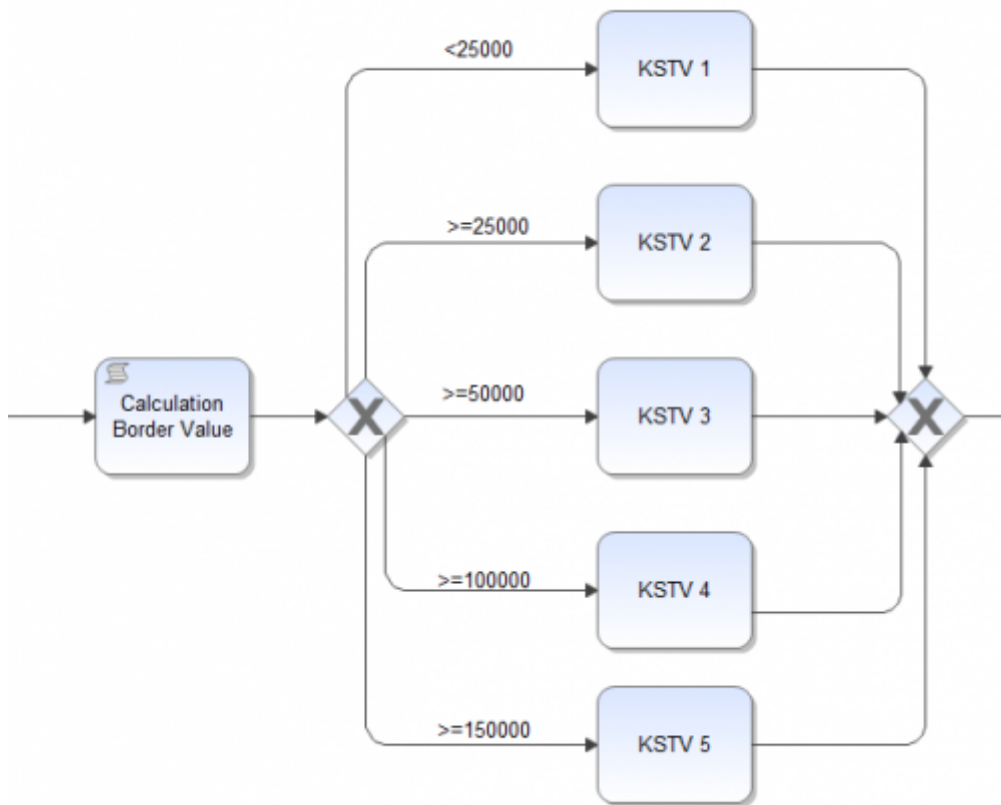 <25000
KSTV 1
>=25000
KSTV 2
Calculation
Border Value
>=50000
KSTV 3
>=100000
KSTV 4
>=150000
KSTV 5